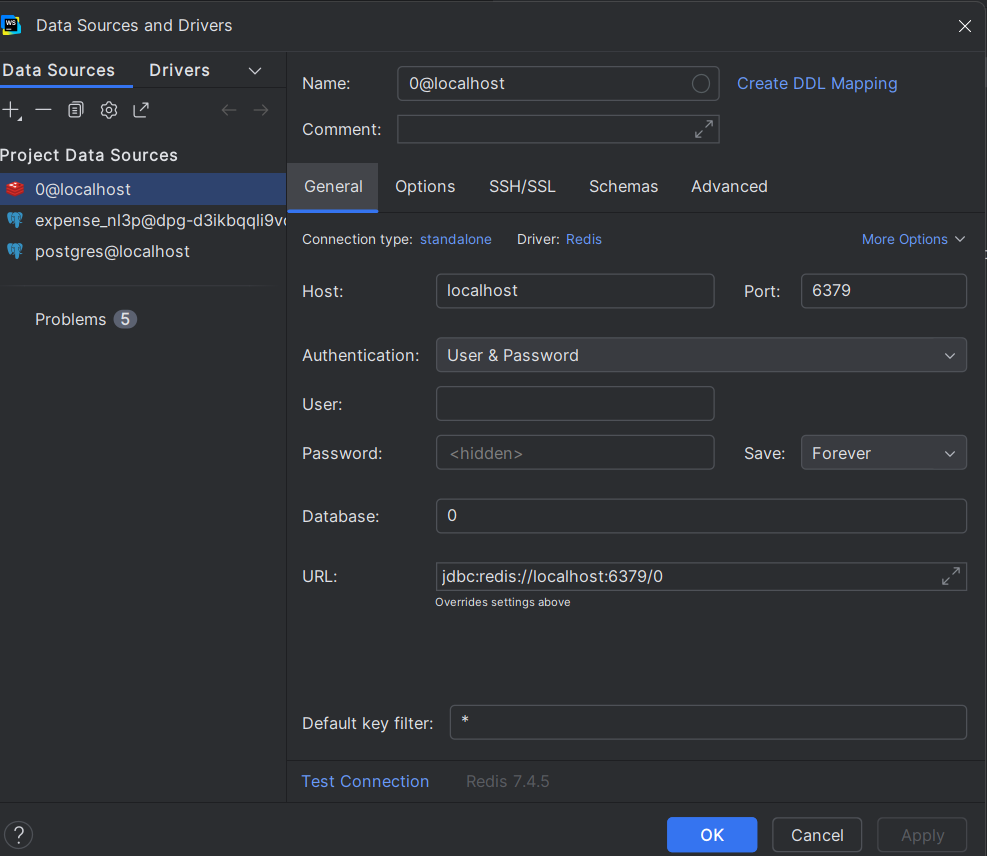 WS Data Sources and Drivers
Data Sources Drivers
Project Data Sources
0@localhost
expense_nl3p@dpg-d3ikbqqli9vc
postgres@localhost
Problems 5
Name: 0@localhost Create DDL Mapping
Comment:
General Options SSH/SSL Schemas Advanced
Connection type: standalone Driver: Redis More Options
Host: localhost Port: 6379
Authentication: User & Password
User:
Password: <hidden> Save: Forever
Database: 0
URL: jdbc:redis://localhost:6379/0
Overrides settings above
Default key filter: *
Test Connection Redis 7.4.5
? OK Cancel Apply